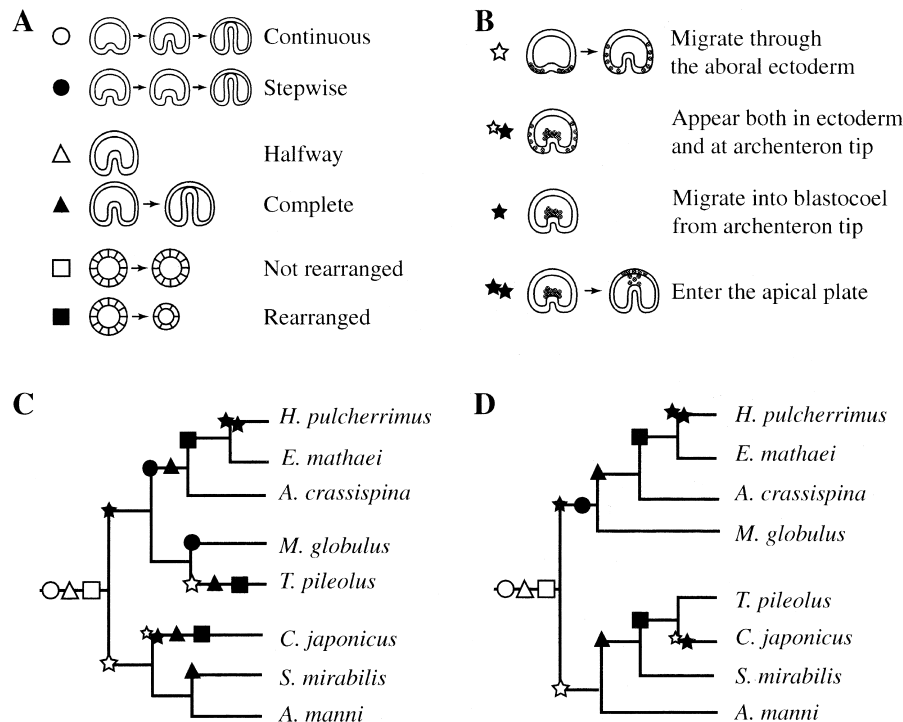 A
Continuous
Stepwise
Halfway
Complete
Not rearranged
Rearranged
B
Migrate through
the aboral ectoderm
Appear both in ectoderm
and at archenteron tip
Migrate into blastocoel
from archenteron tip
Enter the apical plate
C
H. pulcherrimus
E. mathaei
A. crassispina
M. globulus
T. pileolus
C. japonicus
S. mirabilis
A. manni
D
H. pulcherrimus
E. mathaei
A. crassispina
M. globulus
T. pileolus
C. japonicus
S. mirabilis
A. manni